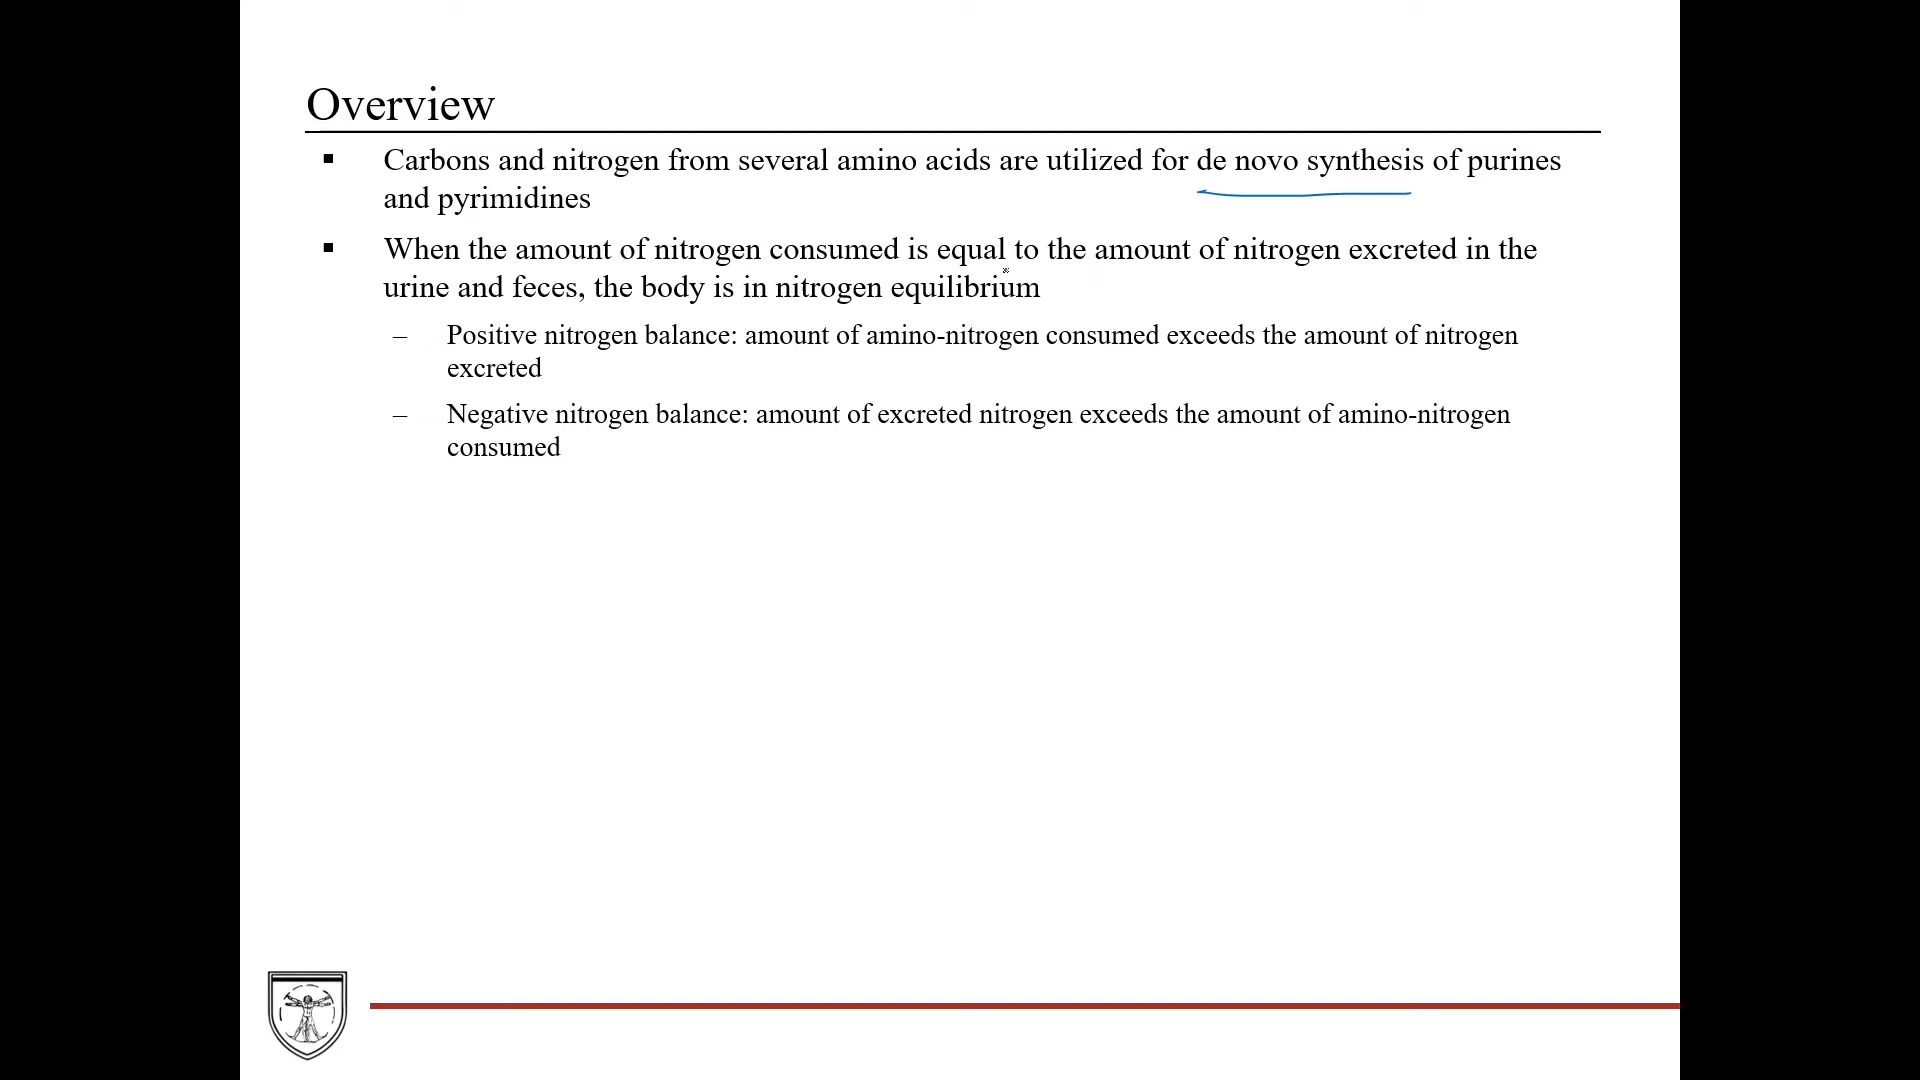 Overview
▪ Carbons and nitrogen from several amino acids are utilized for de novo synthesis of purines
and pyrimidines
▪ When the amount of nitrogen consumed is equal to the amount of nitrogen excreted in the
urine and feces, the body is in nitrogen equilibrium
– Positive nitrogen balance: amount of amino-nitrogen consumed exceeds the amount of nitrogen
excreted
– Negative nitrogen balance: amount of excreted nitrogen exceeds the amount of amino-nitrogen
consumed